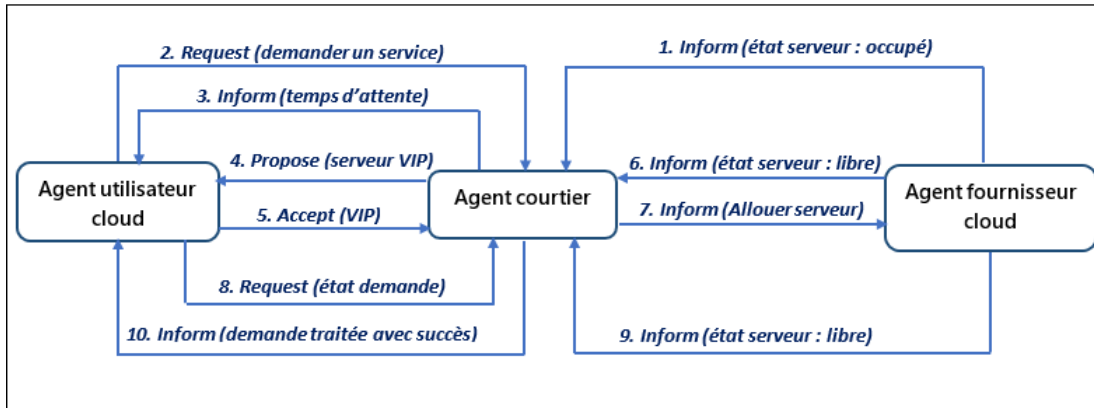 2. Request (demander un service)
1. Inform (état serveur : occupé)
3. Inform (temps d'attente)
4. Propose (serveur VIP)
6. Inform (état serveur : libre)
Agent utilisateur
cloud
Agent courtier
Agent fournisseur
cloud
5. Accept (VIP)
7. Inform (Allouer serveur)
8. Request (état demande)
10. Inform (demande traitée avec succès)
9. Inform (état serveur : libre)